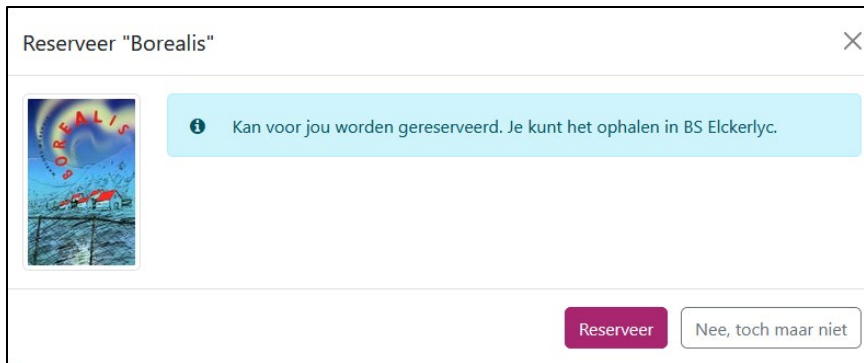 Reserveer "Borealis"
BOREALIS
Kan voor jou worden gereserveerd. Je kunt het ophalen in BS Elckerlyc.
Reserveer
Nee, toch maar niet